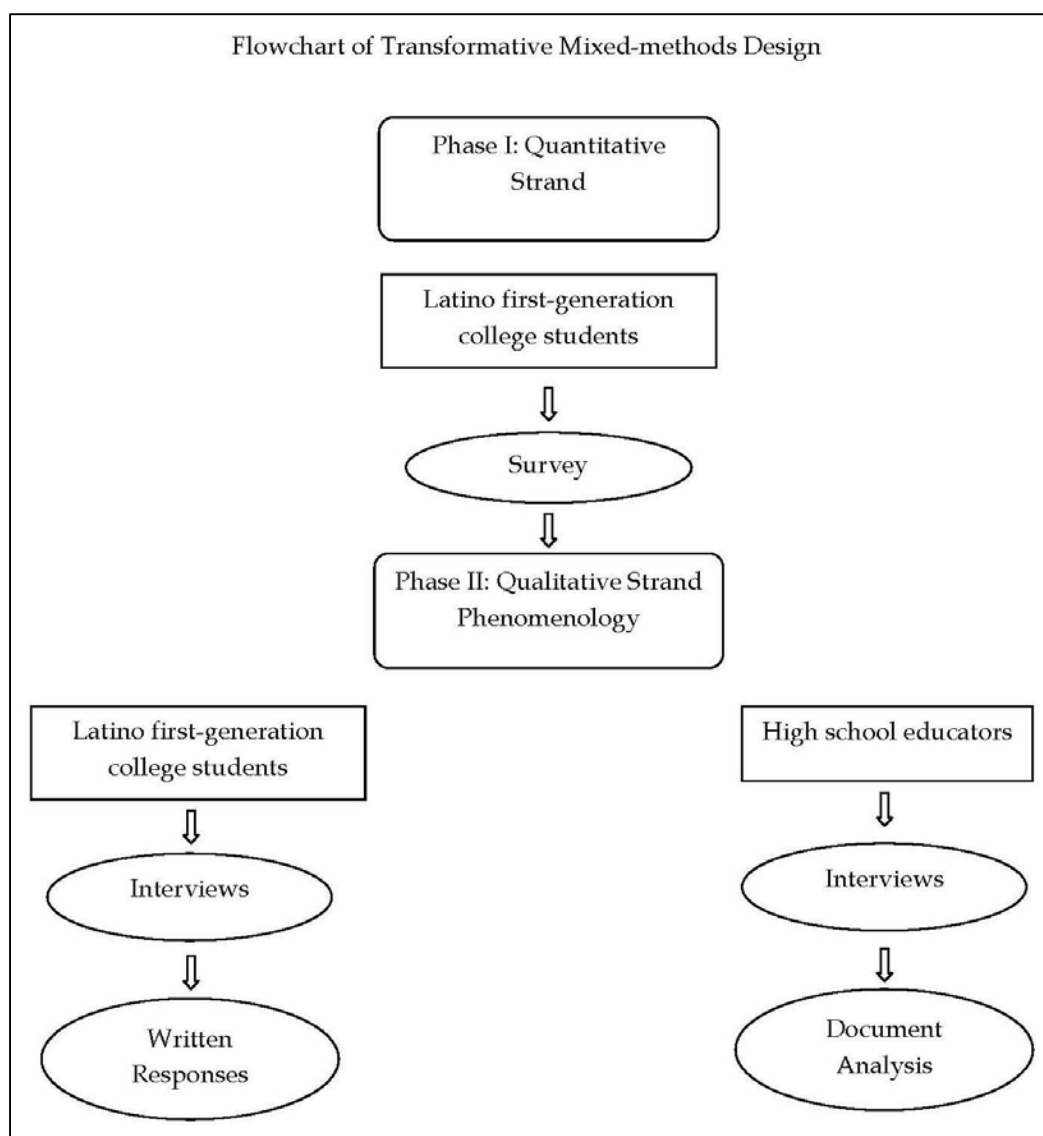 Flowchart of Transformative Mixed-methods Design
Phase I: Quantitative
Strand
Latino first-generation
college students
Survey
Phase II: Qualitative Strand
Phenomenology
Latino first-generation
college students
Interviews
Written
Responses
High school educators
Interviews
Document
Analysis